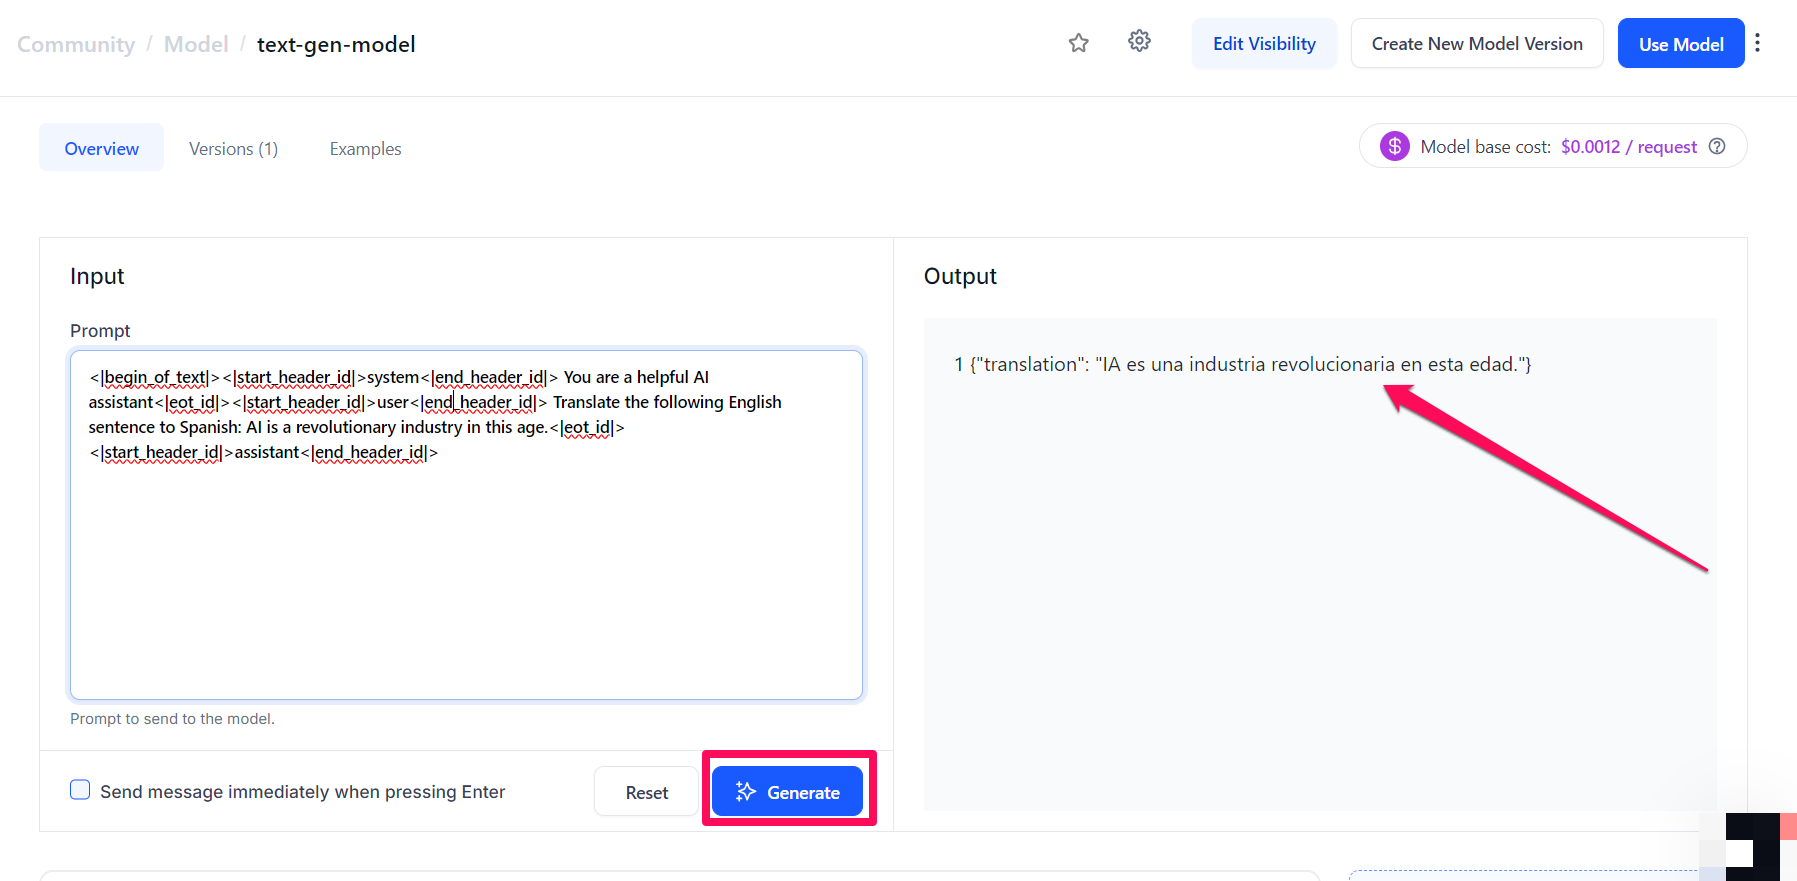 Community / Model / text-gen-model
Edit Visibility
Create New Model Version
Use Model
Overview
Versions (1)
Examples
$ Model base cost: $0.0012 / request ?
Input
Prompt
<|begin_of_text|><|start_header_id|>system<|end_header_id|> You are a helpful AI
assistant<|eot_id|><|start_header_id|>user<|end_header_id|> Translate the following English
sentence to Spanish: AI is a revolutionary industry in this age.<|eot_id|>
<|start_header_id|>assistant<|end_header_id|>
Prompt to send to the model.
Send message immediately when pressing Enter
Reset
Generate
Output
1 {"translation": "IA es una industria revolucionaria en esta edad."}